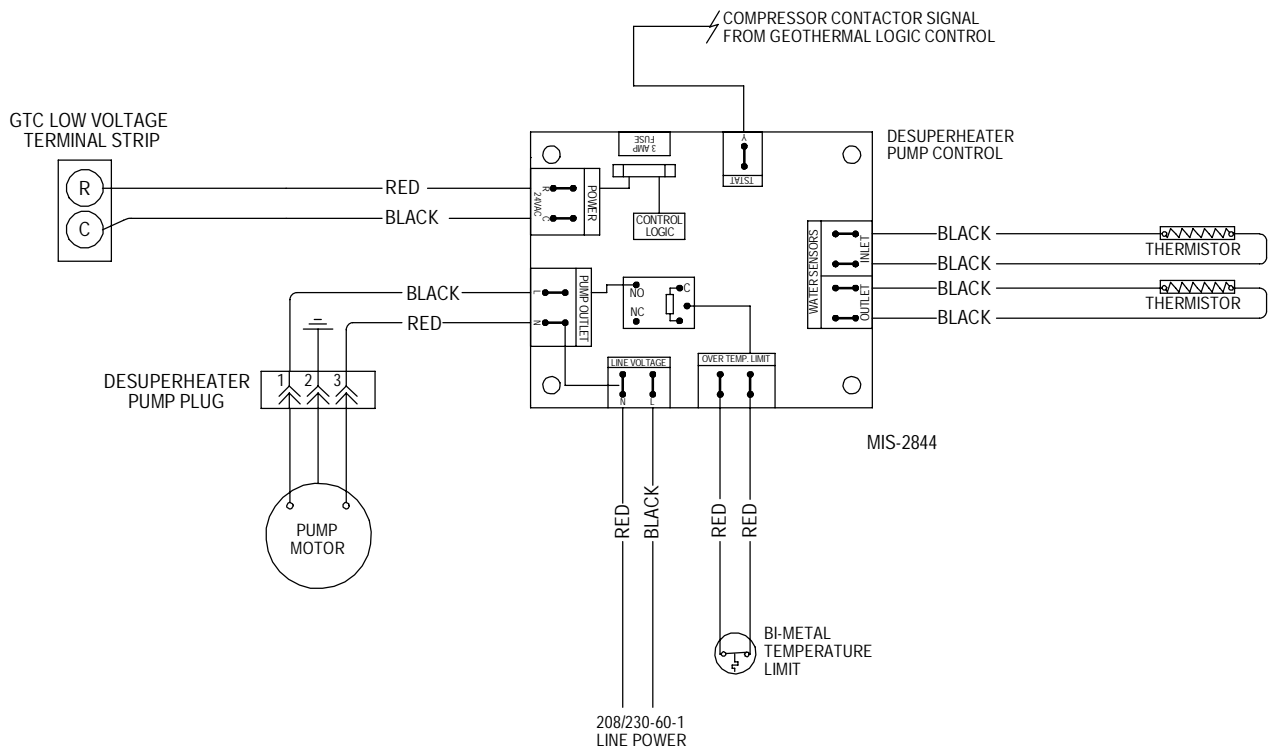 COMPRESSOR CONTACTOR SIGNAL
FROM GEOTHERMAL LOGIC CONTROL
GTC LOW VOLTAGE
TERMINAL STRIP
R
C
RED
BLACK
DESUPERHEATER
PUMP CONTROL
3 AMP
FUSE
Y
TSTAT
R
C
24VAC
POWER
CONTROL
LOGIC
WATER SENSORS
INLET
OUTLET
BLACK
THERMISTOR
BLACK
BLACK
THERMISTOR
BLACK
BLACK
RED
L
N
PUMP OUTLET
NO
C
NC
LINE VOLTAGE
N
L
OVER TEMP. LIMIT
DESUPERHEATER
PUMP PLUG
1 2 3
PUMP
MOTOR
MIS-2844
RED
BLACK
RED
RED
BI-METAL
TEMPERATURE
LIMIT
208/230-60-1
LINE POWER